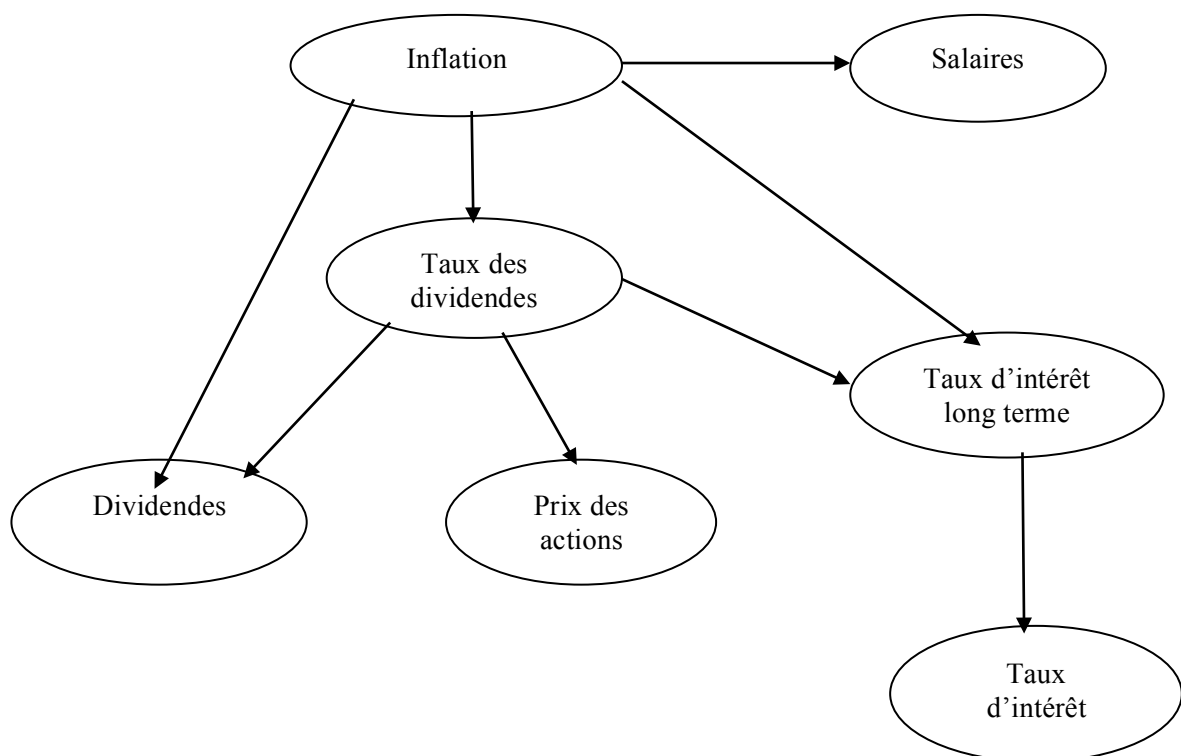 Inflation
Salaires
Taux des
dividendes
Taux d'intérêt
long terme
Dividendes
Prix des
actions
Taux
d'intérêt